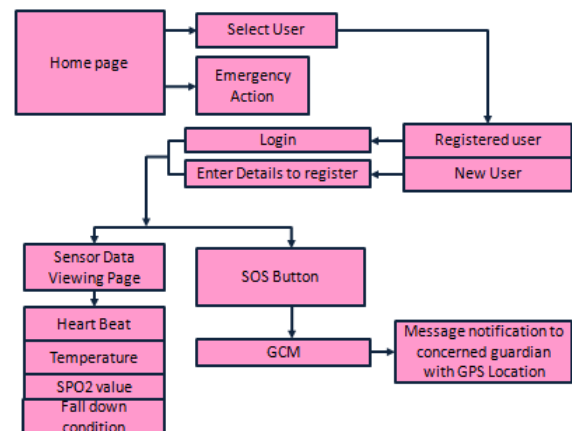 Home page
Select User
Emergency
Action
Login
Registered user
Enter Details to register
New User
Sensor Data
Viewing Page
SOS Button
Heart Beat
Temperature
SPO2 value
Fall down
condition
GCM
Message notification to
concerned guardian
with GPS Location